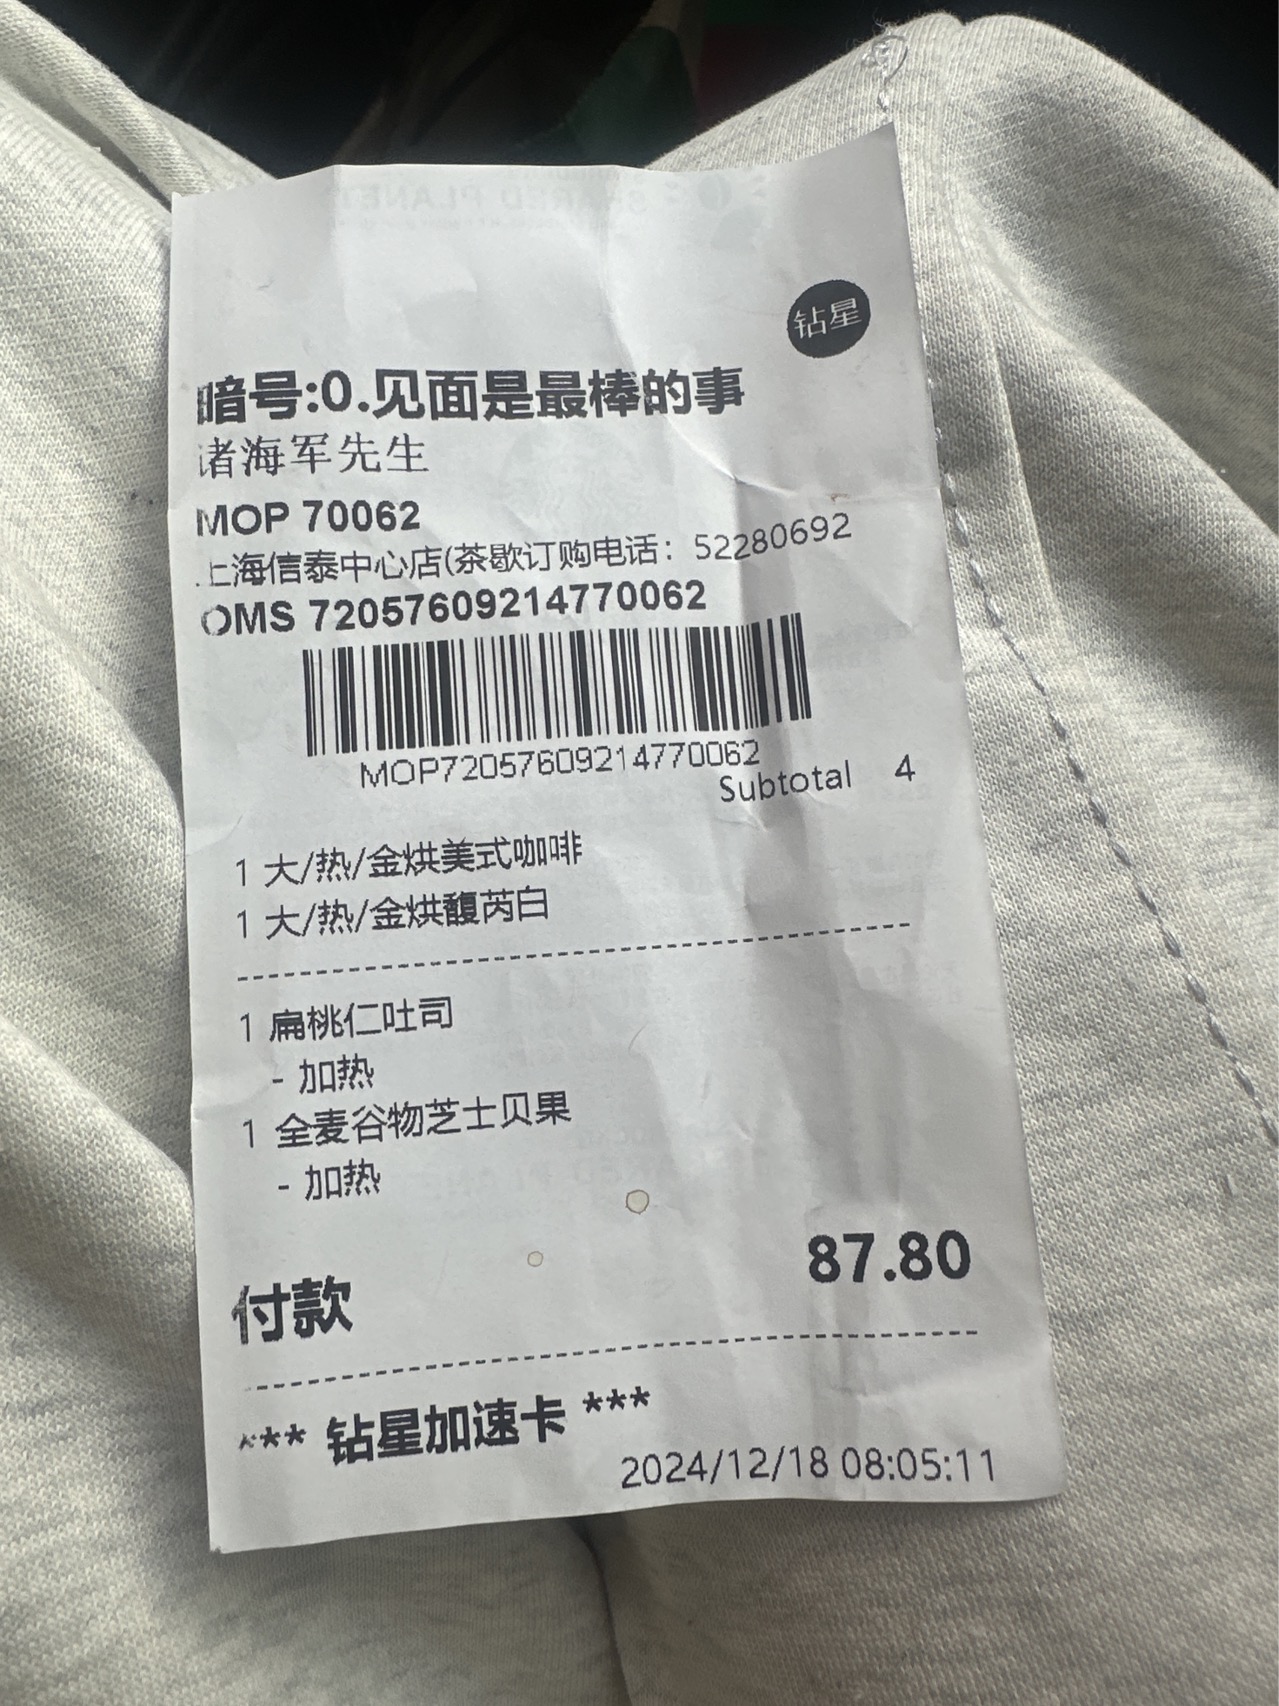 钻星
暗号:0.见面是最棒的事
诸海军先生
MOP 70062
上海信泰中心店(茶歇订购电话：52280692
OMS 72057609214770062
MOP72057609214770062
Subtotal 4
1 大/热/金烘美式咖啡
1 大/热/金烘馥芮白
1 扁桃仁吐司
- 加热
1 全麦谷物芝士贝果
- 加热
87.80
付款
*** 钻星加速卡 ***
2024/12/18 08:05:11